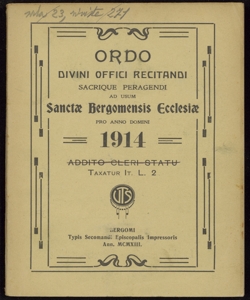 ORDO
DIVINI OFFICI RECITANDI
SACRIQUE PERAGENDI
AD USUM
Sanctæ Bergomensis Ecclesiæ
PRO ANNO DOMINI
1914
ADDITO CLERI STATU
TAXATUR IT. L. 2
BERGOMI
Typis Secomandi Episcopalis Impressoris
Ann. MCMXIII.